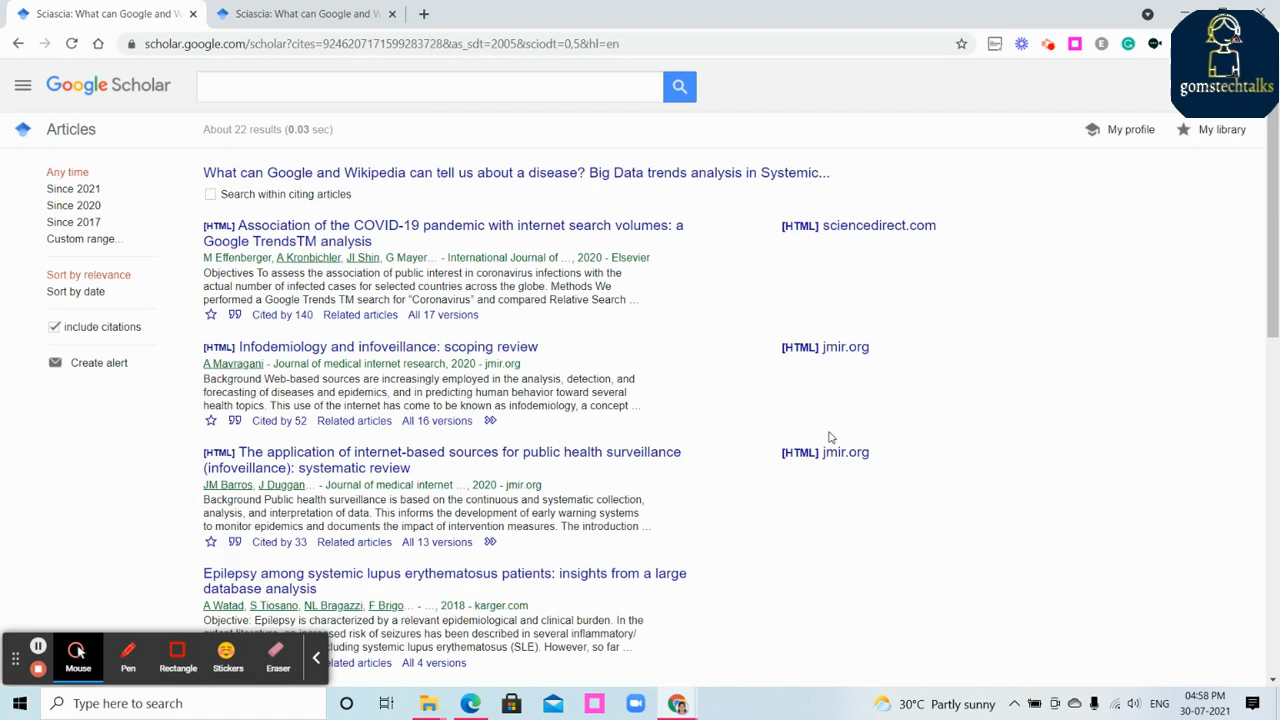 Sciascia: What can Google and W
Sciascia: What can Google and W
scholar.google.com/scholar?cites=9246207715992837288&as_sdt=2005&sciodt=0,5&hl=en
gomstechtalks
Google Scholar
Articles
About 22 results (0.03 sec)
My profile
My library
Any time
Since 2021
Since 2020
Since 2017
Custom range...
Sort by relevance
Sort by date
include citations
Create alert
What can Google and Wikipedia can tell us about a disease? Big Data trends analysis in Systemic...
Search within citing articles
[HTML] Association of the COVID-19 pandemic with internet search volumes: a
Google TrendsTM analysis
[HTML] sciencedirect.com
M Effenberger, A Kronbichler, JI Shin, G Mayer... - International Journal of ..., 2020 - Elsevier
Objectives To assess the association of public interest in coronavirus infections with the
actual number of infected cases for selected countries across the globe. Methods We
performed a Google Trends TM search for "Coronavirus" and compared Relative Search ...
Cited by 140 Related articles All 17 versions
[HTML] Infodemiology and infoveillance: scoping review
[HTML] jmir.org
A Mavragani - Journal of medical internet research, 2020 - jmir.org
Background Web-based sources are increasingly employed in the analysis, detection, and
forecasting of diseases and epidemics, and in predicting human behavior toward several
health topics. This use of the internet has come to be known as infodemiology, a concept ...
Cited by 52 Related articles All 16 versions
[HTML] The application of internet-based sources for public health surveillance
(infoveillance): systematic review
[HTML] jmir.org
JM Barros, J Duggan... - Journal of medical internet ..., 2020 - jmir.org
Background Public health surveillance is based on the continuous and systematic collection,
analysis, and interpretation of data. This informs the development of early warning systems
to monitor epidemics and documents the impact of intervention measures. The introduction ...
Cited by 33 Related articles All 13 versions
Epilepsy among systemic lupus erythematosus patients: insights from a large
database analysis
A Watad, S Tiosano, NL Bragazzi, F Brigo... - ..., 2018 - karger.com
Objective: Epilepsy is characterized by a relevant epidemiological and clinical burden. In the
risk of seizures has been described in several inflammatory/
cluding systemic lupus erythematosus (SLE). However, so far ...
elated articles All 4 versions
Mouse
Pen
Rectangle
Stickers
Eraser
Type here to search
30°C Partly sunny
ENG
04:58 PM
30-07-2021